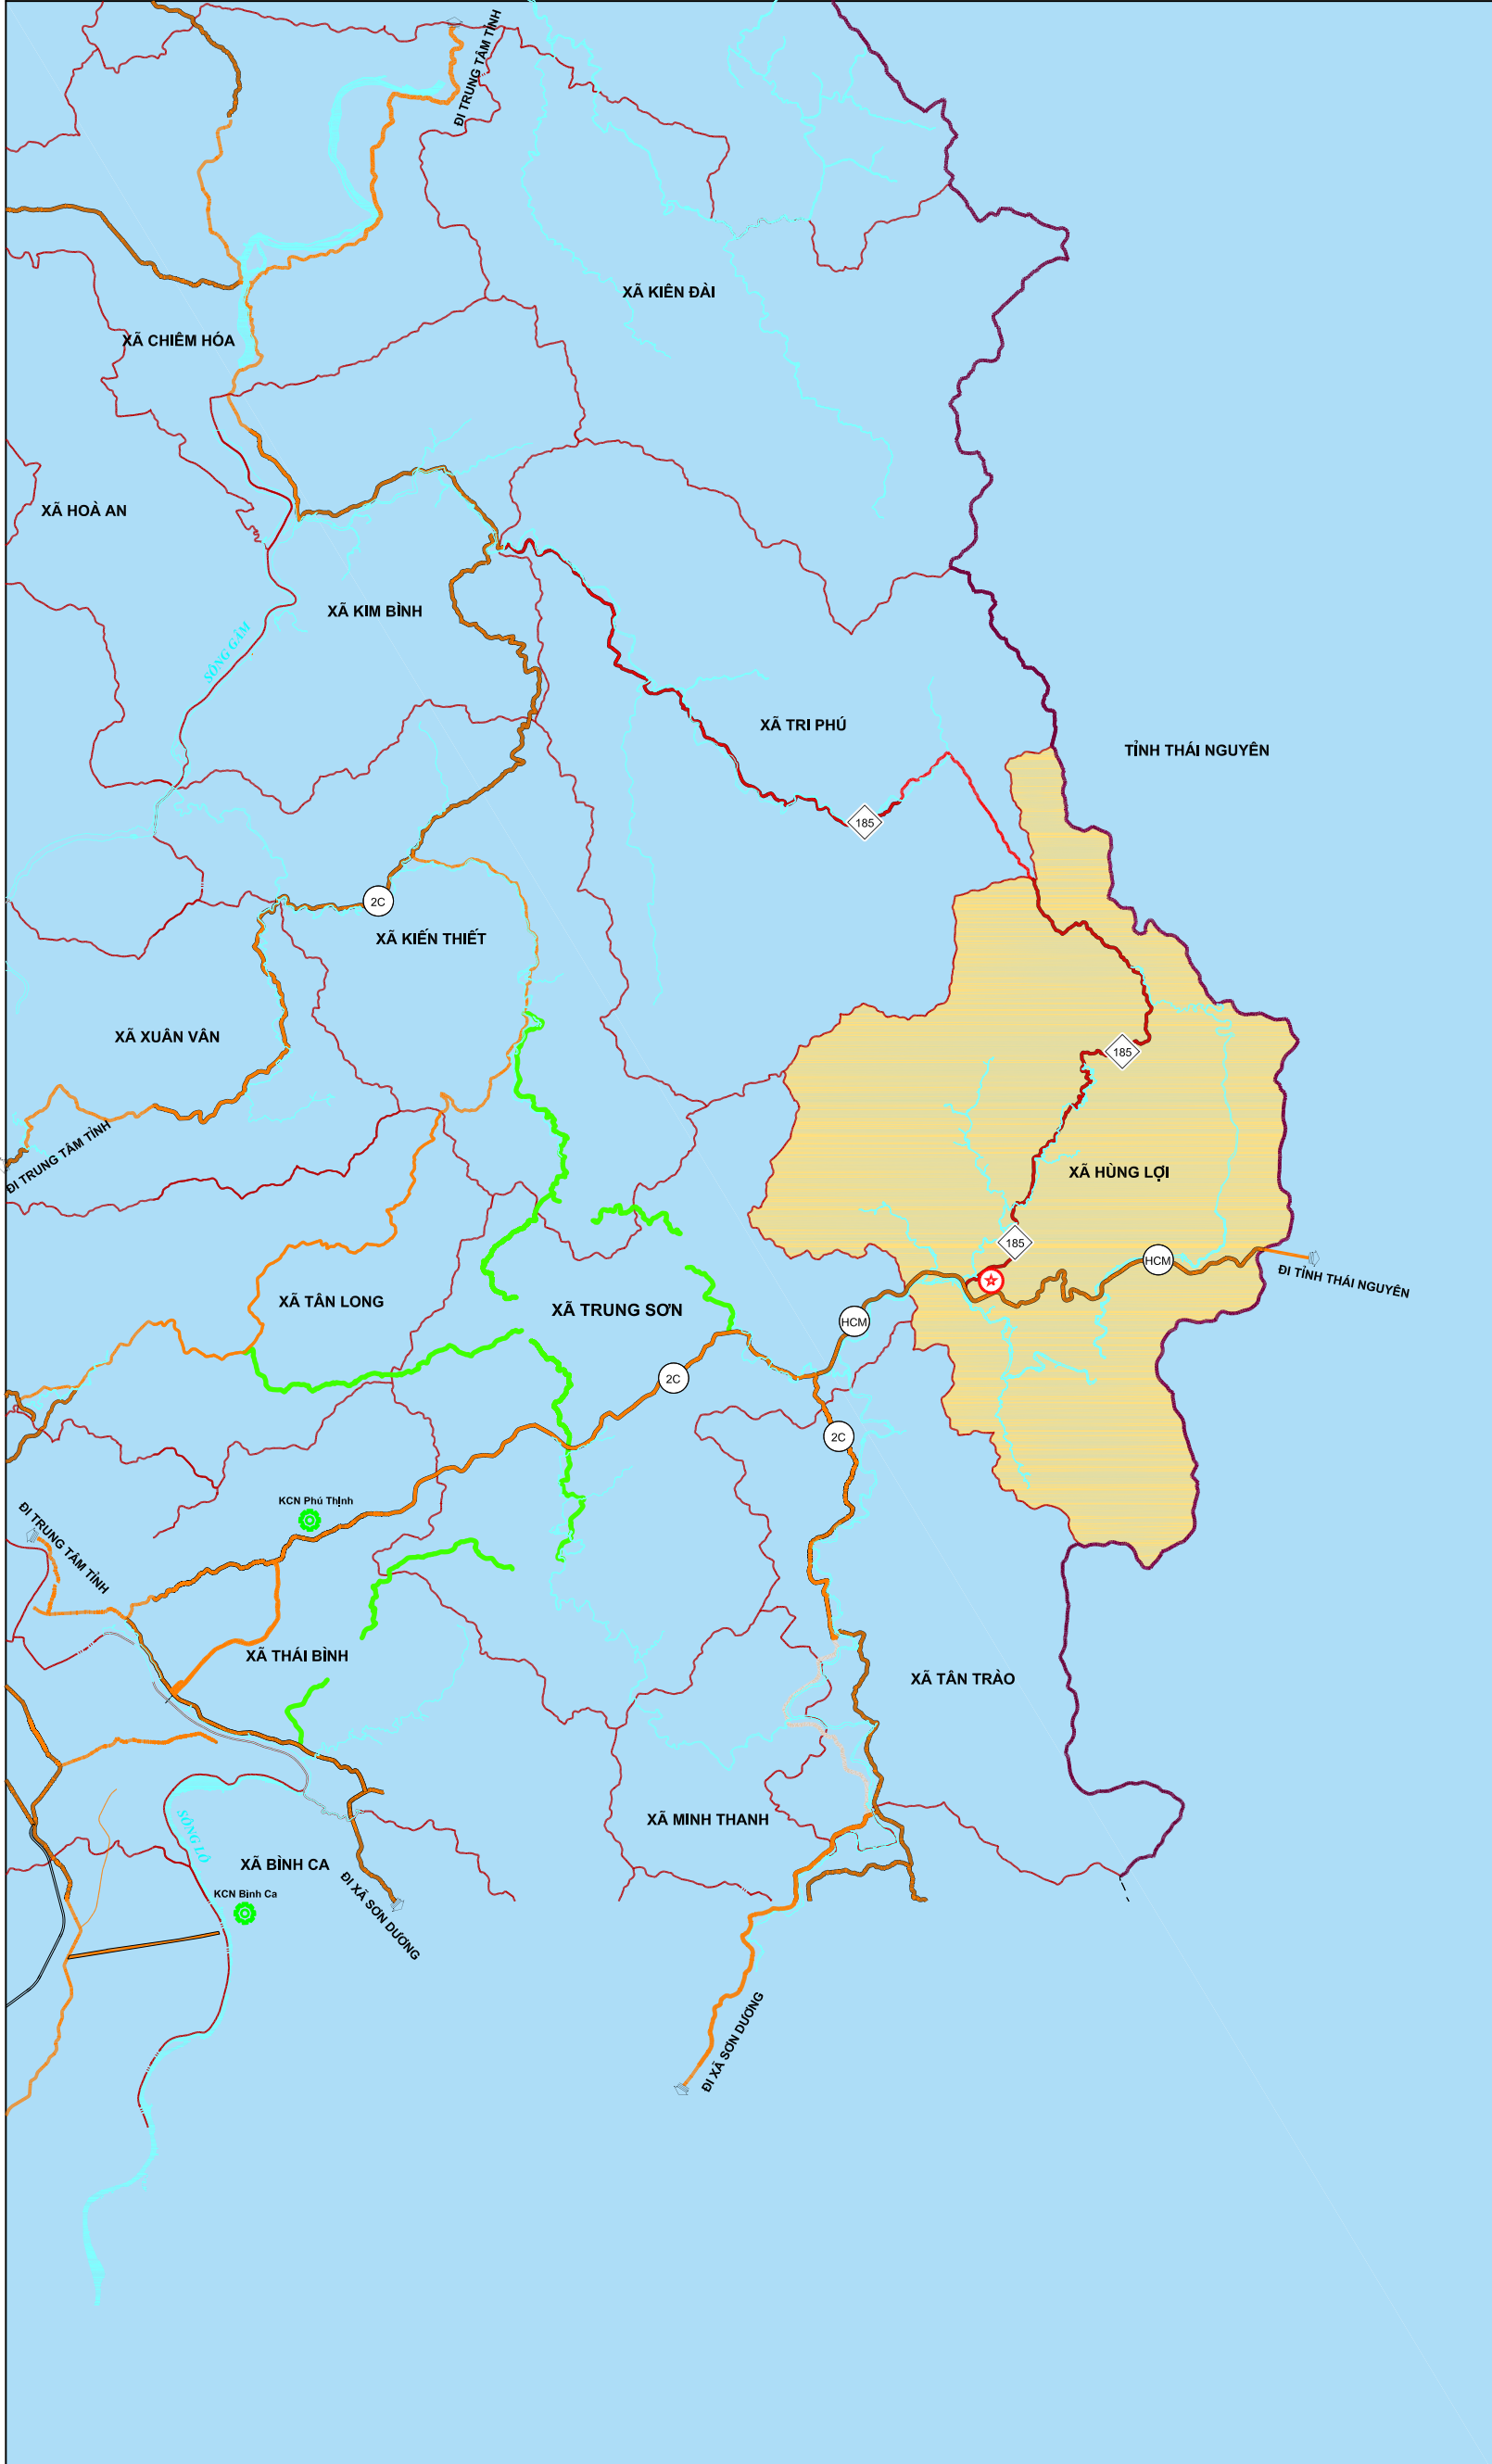 ĐI TRUNG TÂM TỈNH
XÃ KIÊN ĐÀI
XÃ CHIÊM HÓA
XÃ HOÀ AN
XÃ KIM BÌNH
SÔNG GÂM
XÃ TRI PHÚ
TỈNH THÁI NGUYÊN
185
2C
XÃ KIẾN THIẾT
XÃ XUÂN VÂN
185
ĐI TRUNG TÂM TỈNH
XÃ HÙNG LỢI
185
HCM
ĐI TỈNH THÁI NGUYÊN
XÃ TÂN LONG
XÃ TRUNG SƠN
HCM
2C
2C
KCN Phú Thịnh
ĐI TRUNG TÂM TỈNH
XÃ THÁI BÌNH
XÃ TÂN TRÀO
XÃ MINH THANH
SÔNG LÔ
XÃ BÌNH CA
KCN Bình Ca
ĐI XÃ SƠN DƯƠNG
ĐI XÃ SƠN DƯƠNG